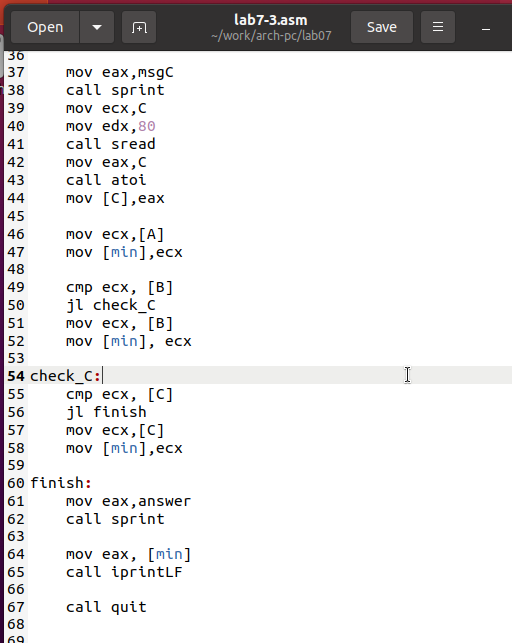 Open
lab7-3.asm
~/work/arch-pc/lab07
Save
36
37 mov eax,msgC
38 call sprint
39 mov ecx,C
40 mov edx,80
41 call sread
42 mov eax,C
43 call atoi
44 mov [C],eax
45
46 mov ecx,[A]
47 mov [min],ecx
48
49 cmp ecx, [B]
50 jl check_C
51 mov ecx, [B]
52 mov [min], ecx
53
54 check_C:
55 cmp ecx, [C]
56 jl finish
57 mov ecx,[C]
58 mov [min],ecx
59
60 finish:
61 mov eax,answer
62 call sprint
63
64 mov eax, [min]
65 call iprintLF
66
67 call quit
68
69